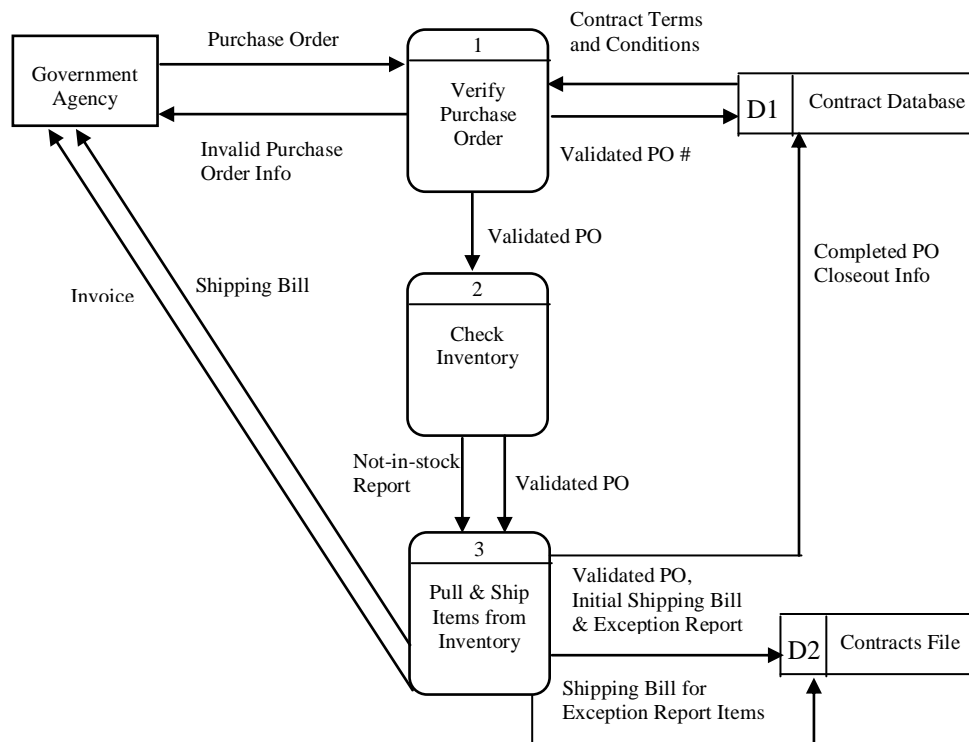 Purchase Order
1
Contract Terms
and Conditions
Government
Agency
Verify
Purchase
Order
D1
Contract Database
Invalid Purchase
Order Info
Validated PO #
Validated PO
Completed PO
Closeout Info
Invoice
Shipping Bill
2
Check
Inventory
Not-in-stock
Report
Validated PO
3
Pull & Ship
Items from
Inventory
Validated PO,
Initial Shipping Bill
& Exception Report
D2
Contracts File
Shipping Bill for
Exception Report Items